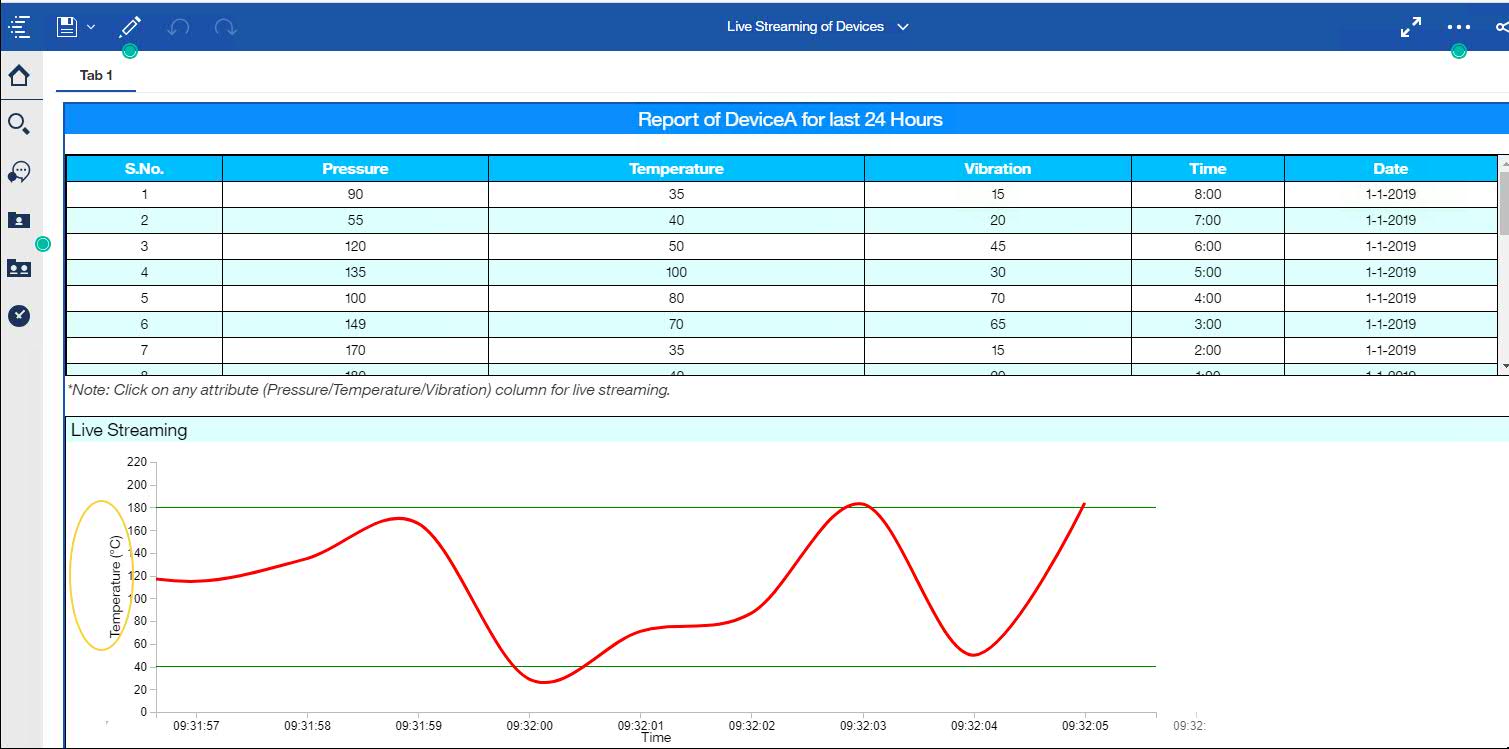 Live Streaming of Devices
Tab 1
Report of DeviceA for last 24 Hours
S.No. Pressure Temperature Vibration Time Date
1 90 35 15 8:00 1-1-2019
2 55 40 20 7:00 1-1-2019
3 120 50 45 6:00 1-1-2019
4 135 100 30 5:00 1-1-2019
5 100 80 70 4:00 1-1-2019
6 149 70 65 3:00 1-1-2019
7 170 35 15 2:00 1-1-2019
*Note: Click on any attribute (Pressure/Temperature/Vibration) column for live streaming.
Live Streaming
220
200
180
160
140
120
100
80
60
40
20
0
Temperature (°C)
09:31:57 09:31:58 09:31:59 09:32:00 09:32:01 09:32:02 09:32:03 09:32:04 09:32:05 09:32:
Time